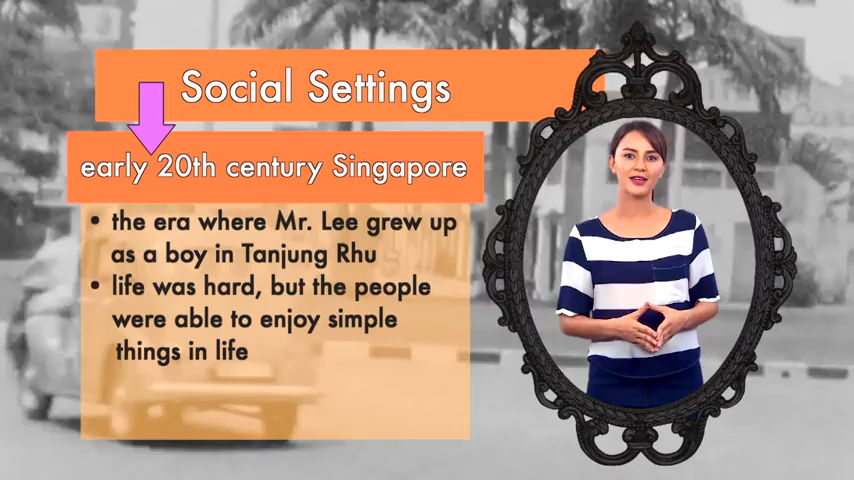 Social Settings
early 20th century Singapore
• the era where Mr. Lee grew up
as a boy in Tanjung Rhu
• life was hard, but the people
were able to enjoy simple
things in life